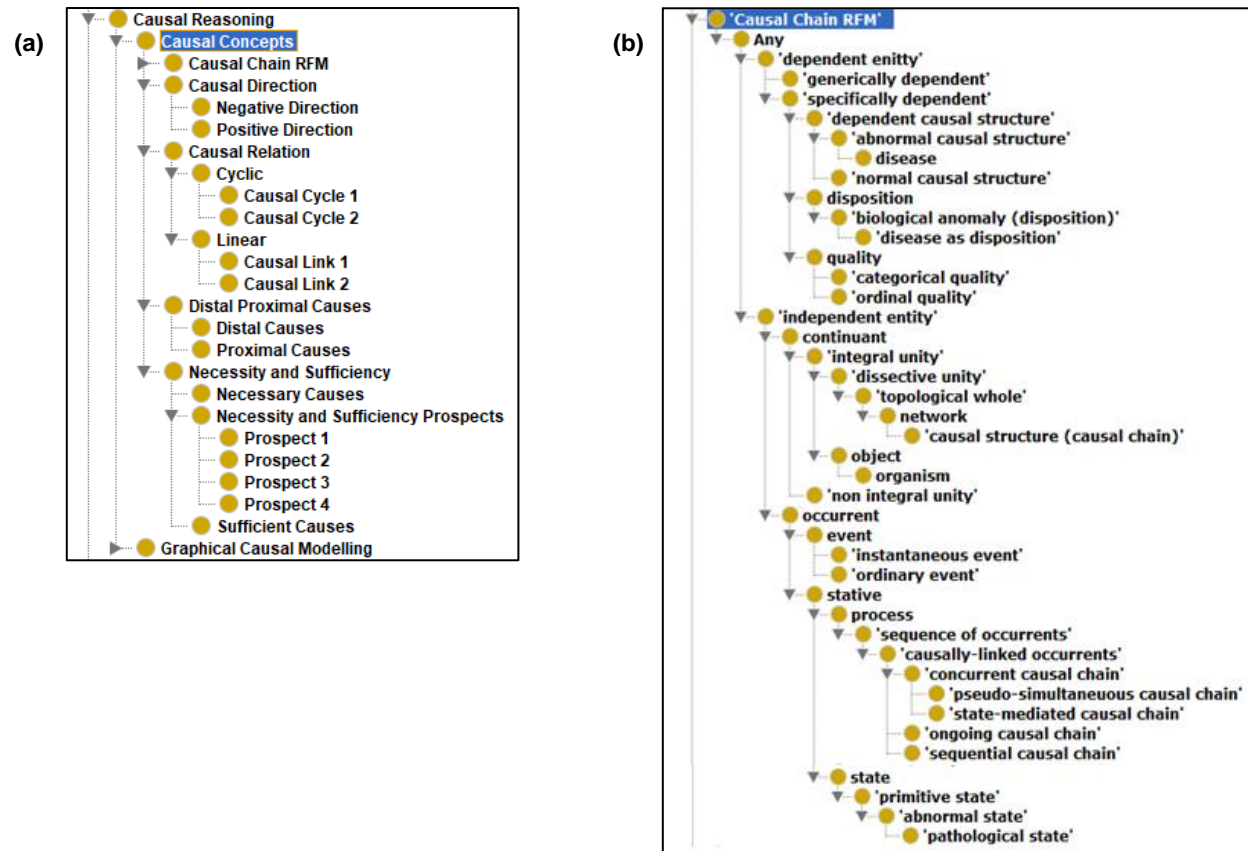 (a)
Causal Reasoning
Causal Concepts
Causal Chain RFM
Causal Direction
Negative Direction
Positive Direction
Causal Relation
Cyclic
Causal Cycle 1
Causal Cycle 2
Linear
Causal Link 1
Causal Link 2
Distal Proximal Causes
Distal Causes
Proximal Causes
Necessity and Sufficiency
Necessary Causes
Necessity and Sufficiency Prospects
Prospect 1
Prospect 2
Prospect 3
Prospect 4
Sufficient Causes
Graphical Causal Modelling
(b)
'Causal Chain RFM'
Any
'dependent enitty'
'generically dependent'
'specifically dependent'
'dependent causal structure'
'abnormal causal structure'
disease
'normal causal structure'
disposition
'biological anomaly (disposition)'
'disease as disposition'
quality
'categorical quality'
'ordinal quality'
'independent entity'
continuant
'integral unity'
'dissective unity'
'topological whole'
network
'causal structure (causal chain)'
object
organism
'non integral unity'
occurrent
event
'instantaneous event'
'ordinary event'
stative
process
'sequence of occurrents'
'causally-linked occurrents'
'concurrent causal chain'
'pseudo-simultaneuous causal chain'
'state-mediated causal chain'
'ongoing causal chain'
'sequential causal chain'
state
'primitive state'
'abnormal state'
'pathological state'